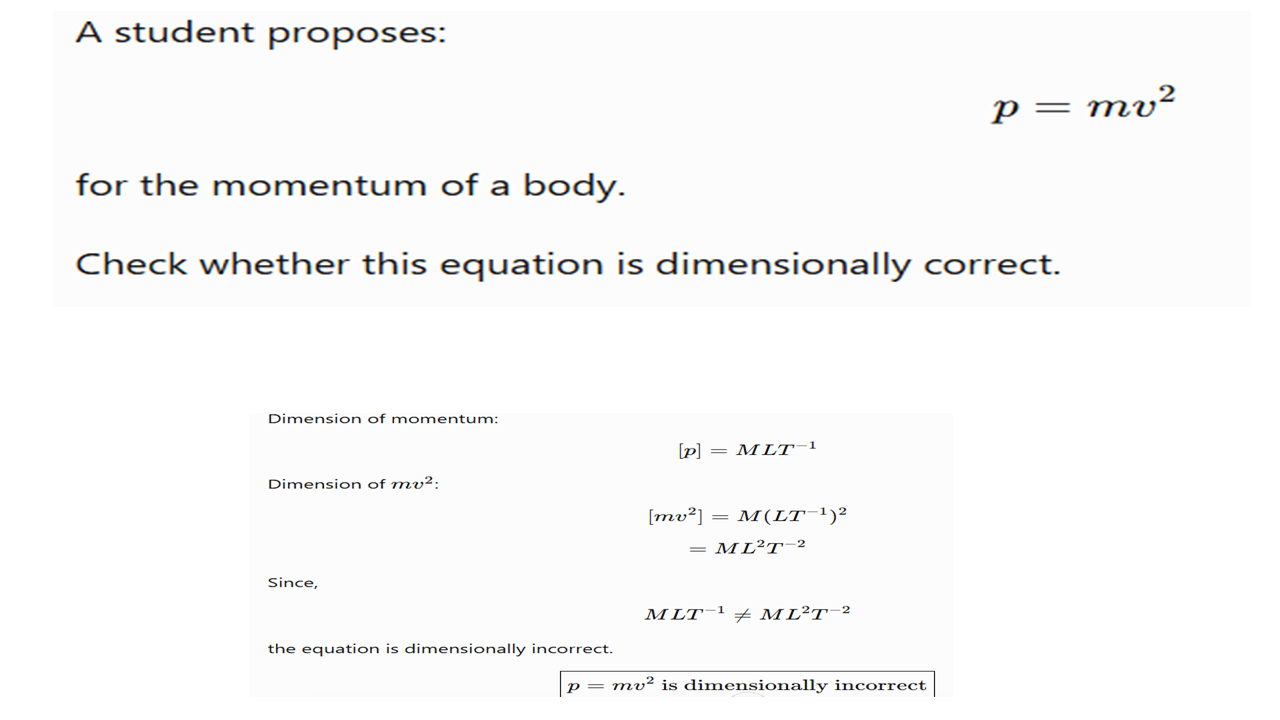 A student proposes:
p = mv²
for the momentum of a body.
Check whether this equation is dimensionally correct.
Dimension of momentum:
[p] = MLT⁻¹
Dimension of mv²:
[mv²] = M(LT⁻¹)²
= ML²T⁻²
Since,
MLT⁻¹ ≠ ML²T⁻²
the equation is dimensionally incorrect.
p = mv² is dimensionally incorrect